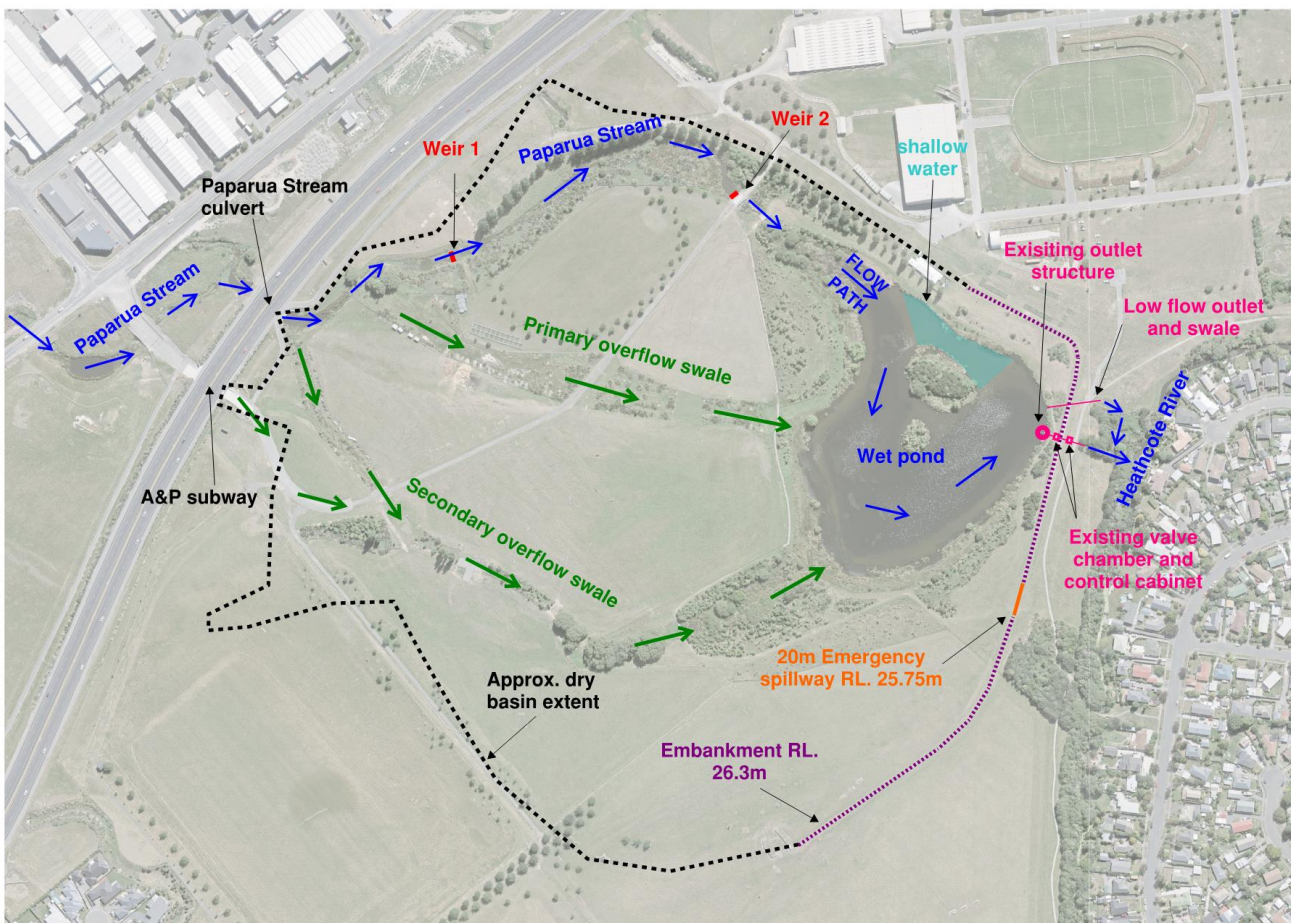 Weir 1
Paparua Stream
Weir 2
shallow
water
Paparua Stream
culvert
Exisiting outlet
structure
Paparua Stream
FLOW
PATH
Low flow outlet
and swale
Primary overflow swale
Heathcote River
Wet pond
A&P subway
Secondary overflow swale
Existing valve
chamber and
control cabinet
20m Emergency
spillway RL. 25.75m
Approx. dry
basin extent
Embankment RL.
26.3m